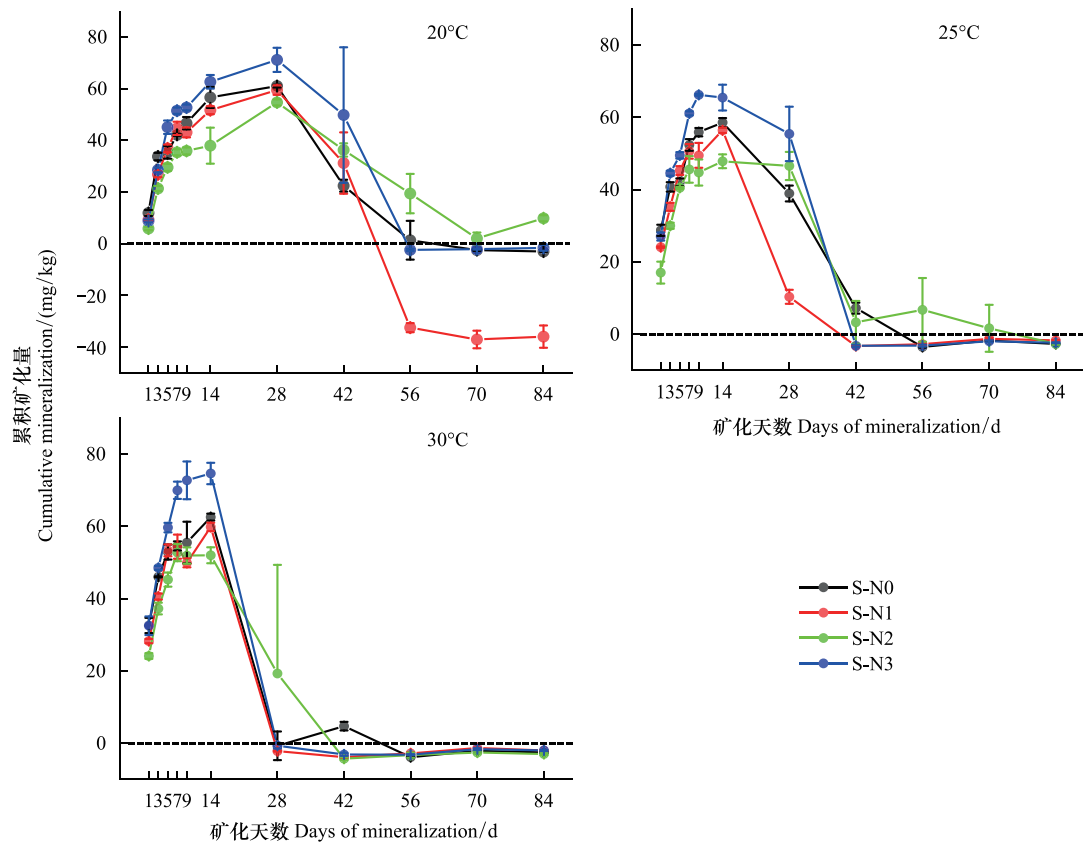 累积矿化量
Cumulative mineralization/(mg/kg)
20°C
80
60
40
20
0
−20
−40
13579 14 28 42 56 70 84
25°C
80
60
40
20
0
13579 14 28 42 56 70 84
矿化天数 Days of mineralization/d
30°C
80
60
40
20
0
13579 14 28 42 56 70 84
矿化天数 Days of mineralization/d
S-N0
S-N1
S-N2
S-N3